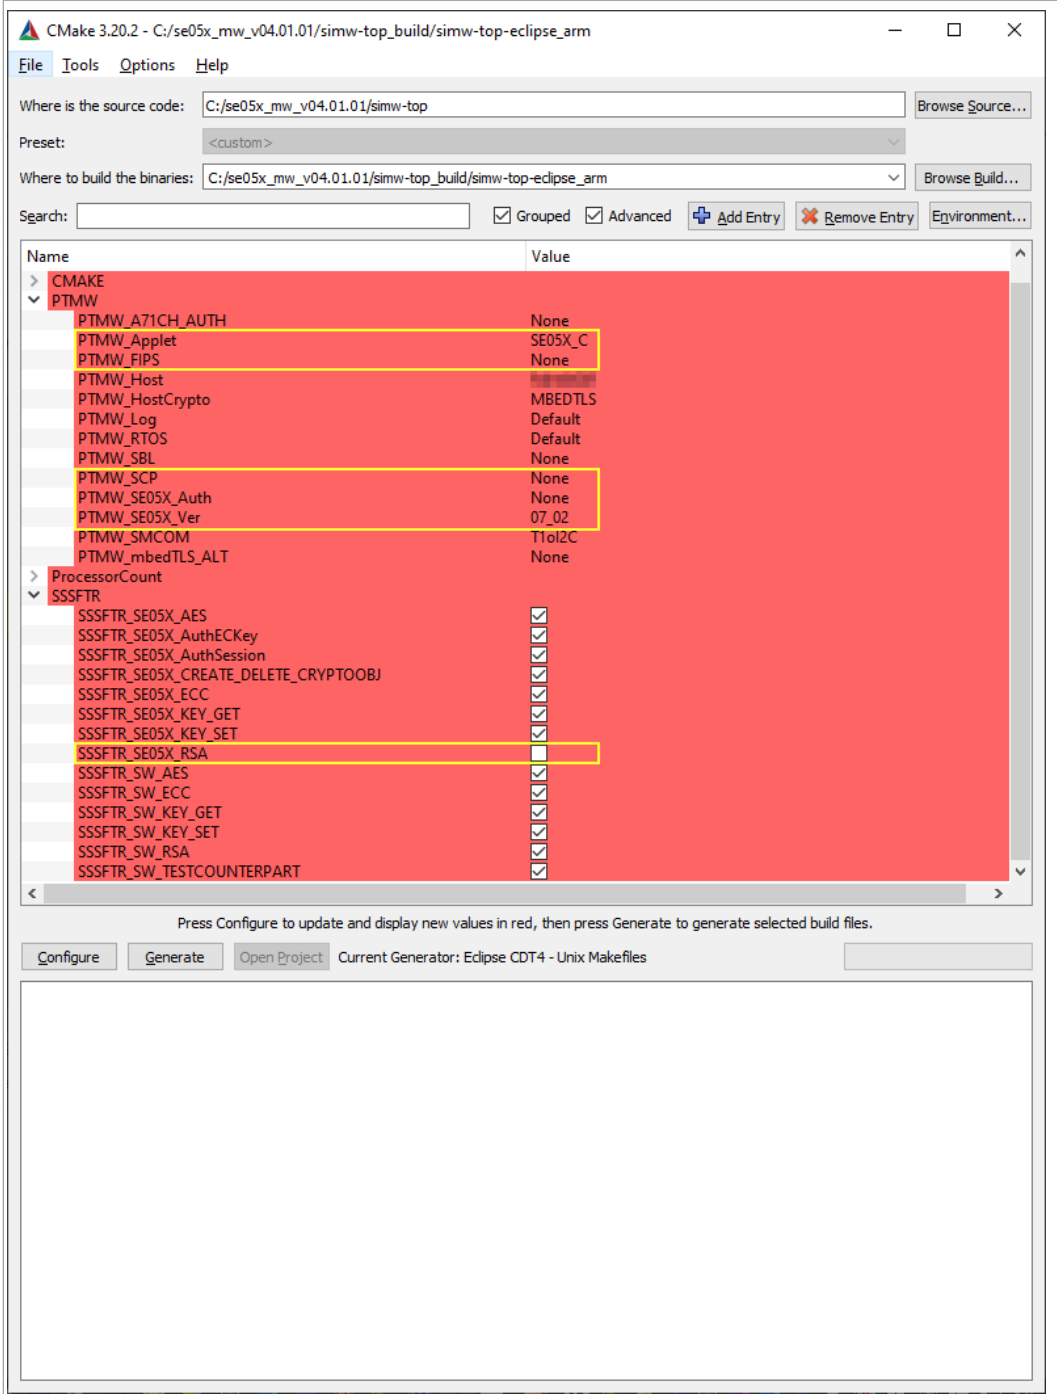 CMake 3.20.2 - C:/se05x_mw_v04.01.01/simw-top_build/simw-top-eclipse_arm
File Tools Options Help
Where is the source code: C:/se05x_mw_v04.01.01/simw-top Browse Source...
Preset: <custom>
Where to build the binaries: C:/se05x_mw_v04.01.01/simw-top_build/simw-top-eclipse_arm Browse Build...
Search: Grouped Advanced Add Entry Remove Entry Environment...
Name Value
CMAKE
PTMW
PTMW_A71CH_AUTH None
PTMW_Applet SE05X_C
PTMW_FIPS None
PTMW_Host
PTMW_HostCrypto MBEDTLS
PTMW_Log Default
PTMW_RTOS Default
PTMW_SBL None
PTMW_SCP None
PTMW_SE05X_Auth None
PTMW_SE05X_Ver 07_02
PTMW_SMCOM T1oI2C
PTMW_mbedTLS_ALT None
ProcessorCount
SSSFTR
SSSFTR_SE05X_AES
SSSFTR_SE05X_AuthECKey
SSSFTR_SE05X_AuthSession
SSSFTR_SE05X_CREATE_DELETE_CRYPTOOBJ
SSSFTR_SE05X_ECC
SSSFTR_SE05X_KEY_GET
SSSFTR_SE05X_KEY_SET
SSSFTR_SE05X_RSA
SSSFTR_SW_AES
SSSFTR_SW_ECC
SSSFTR_SW_KEY_GET
SSSFTR_SW_KEY_SET
SSSFTR_SW_RSA
SSSFTR_SW_TESTCOUNTERPART
Press Configure to update and display new values in red, then press Generate to generate selected build files.
Configure Generate Open Project Current Generator: Eclipse CDT4 - Unix Makefiles